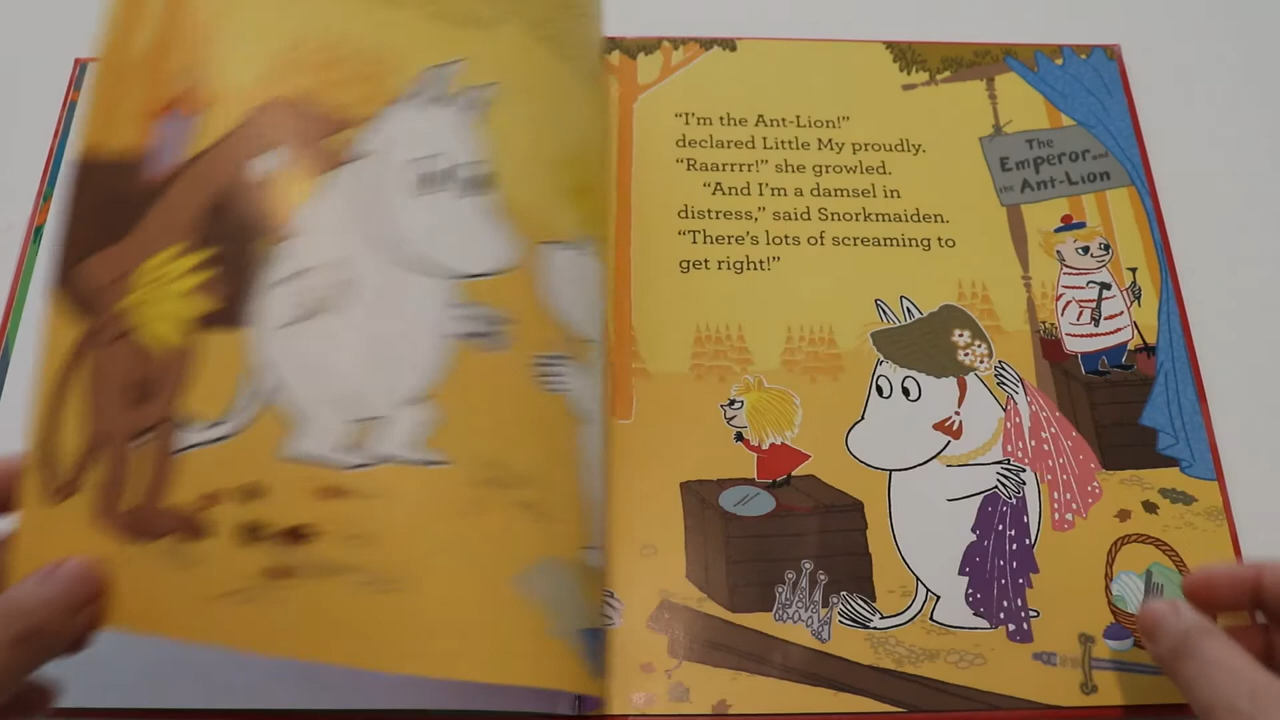 “I’m the Ant-Lion!”
declared Little My proudly.
“Raarrrr!” she growled.
“And I’m a damsel in
distress,” said Snorkmaiden.
“There’s lots of screaming to
get right!”
The
Emperor and
the Ant-Lion